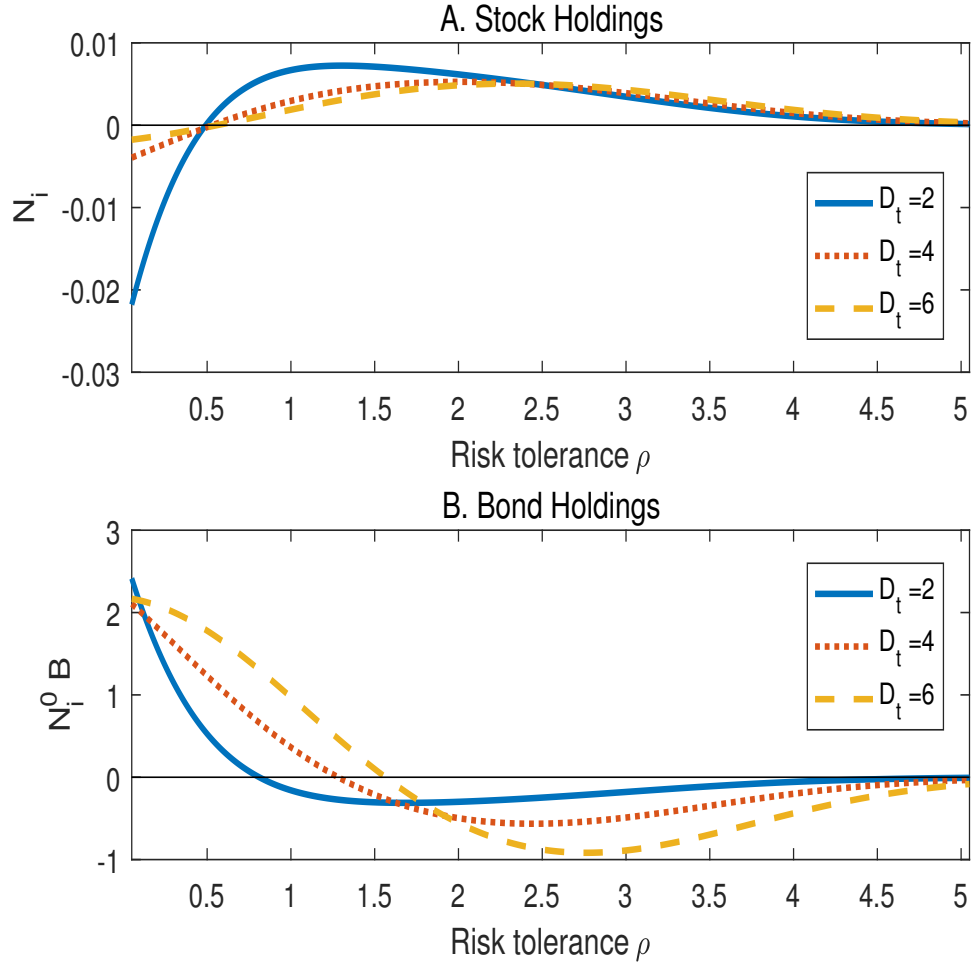 A. Stock Holdings
0.01
0
-0.01
-0.02
-0.03
N_i
0.5 1 1.5 2 2.5 3 3.5 4 4.5 5
Risk tolerance ρ
D_t =2
D_t =4
D_t =6
B. Bond Holdings
3
2
1
0
-1
N_i^0 B
0.5 1 1.5 2 2.5 3 3.5 4 4.5 5
Risk tolerance ρ
D_t =2
D_t =4
D_t =6